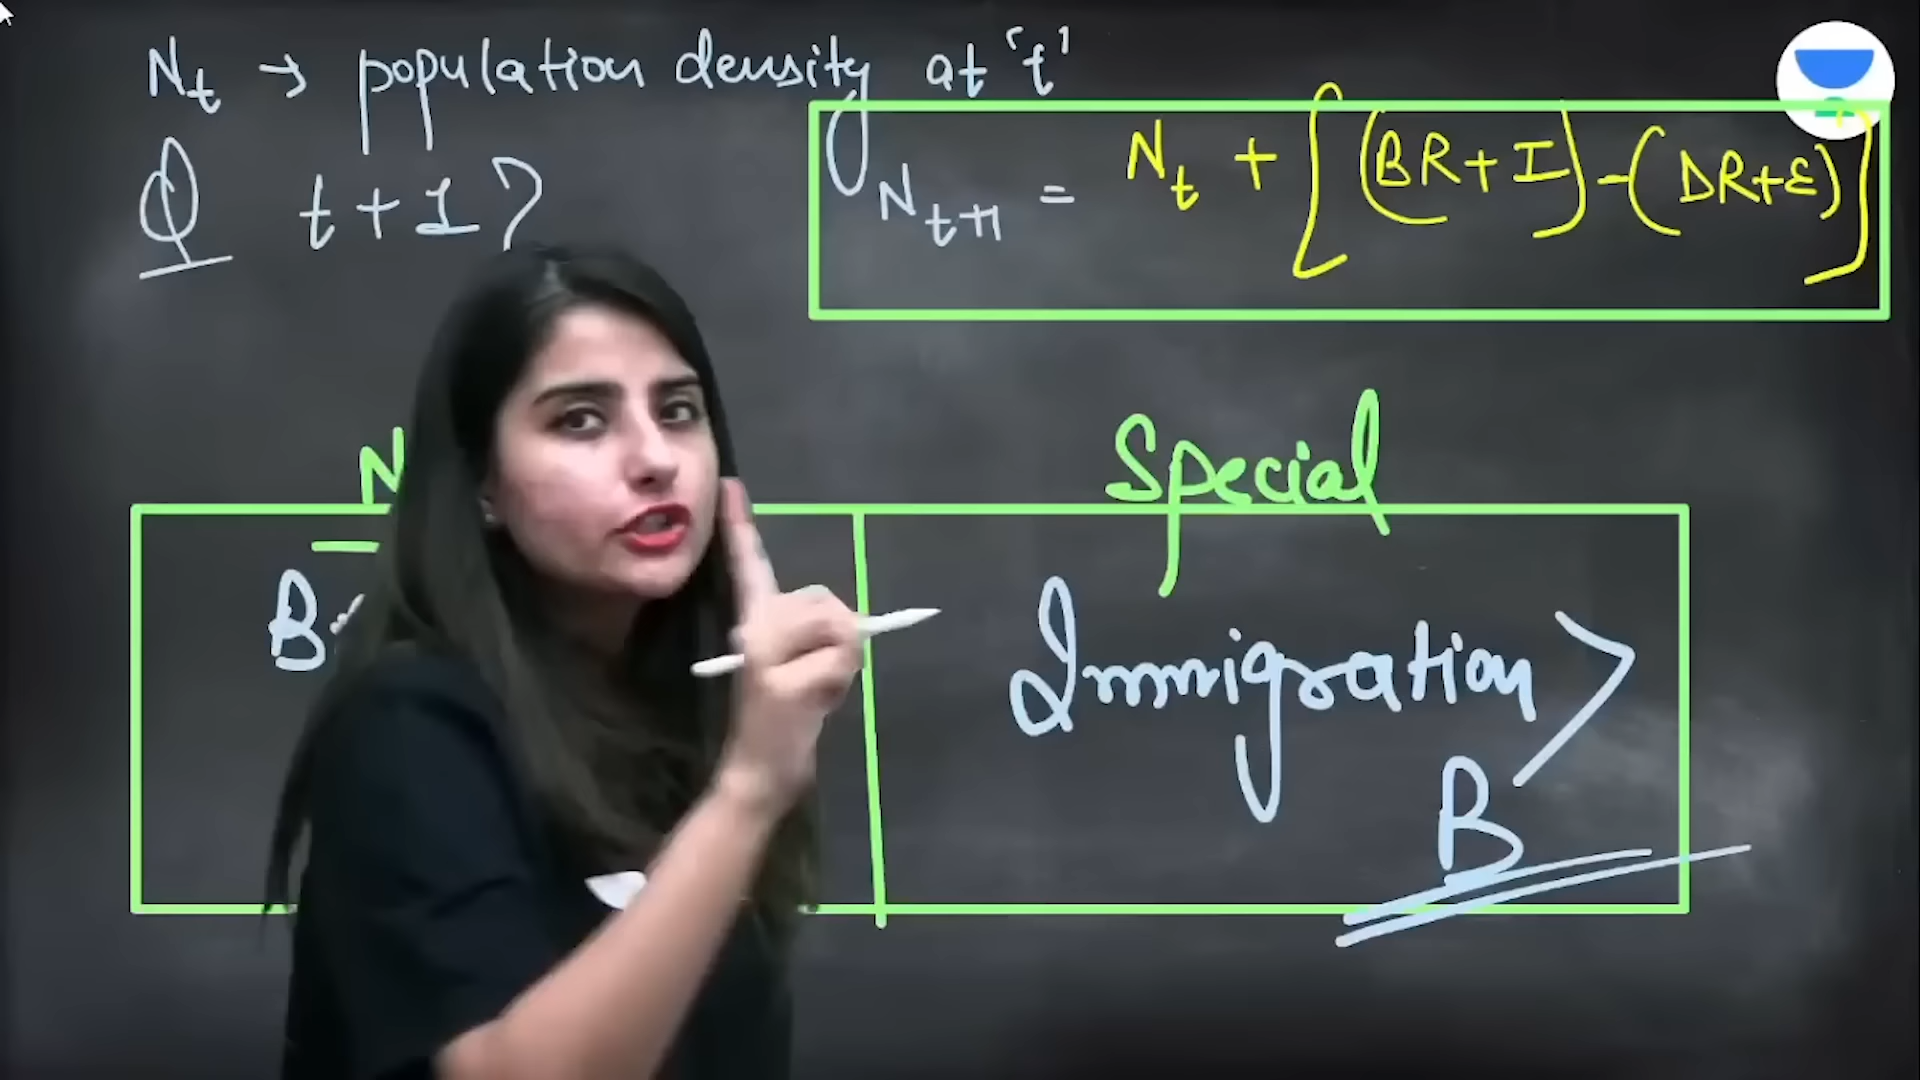 Nt → population density at 't'
Q t+1?
Nt+1 = Nt + [(BR+I) - (DR+E)]
Special
Immigration >
B